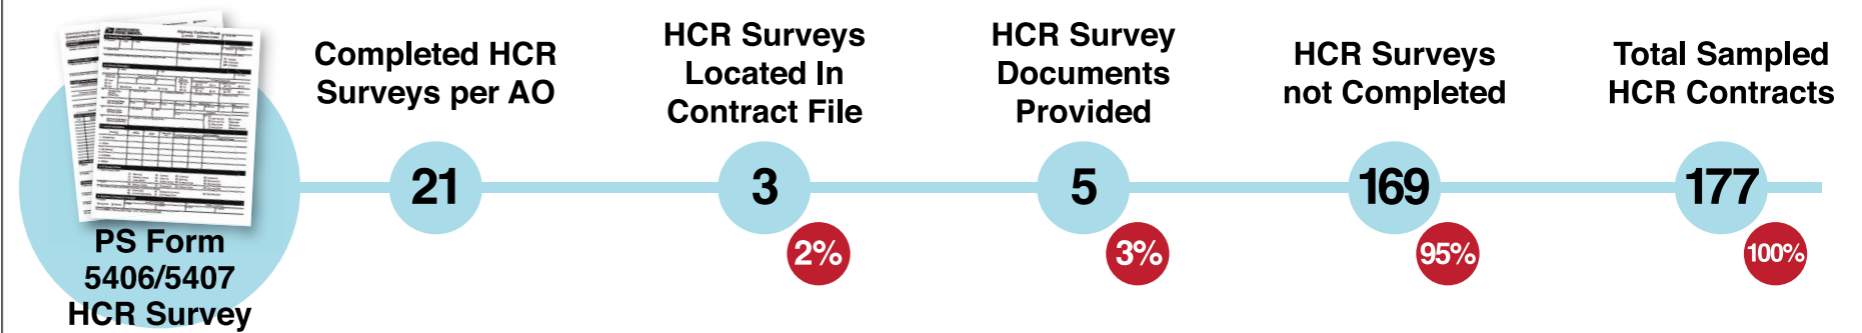 Completed HCR
Surveys per AO
HCR Surveys
Located In
Contract File
HCR Survey
Documents
Provided
HCR Surveys
not Completed
Total Sampled
HCR Contracts
21
3
5
169
177
2%
3%
95%
100%
PS Form
5406/5407
HCR Survey